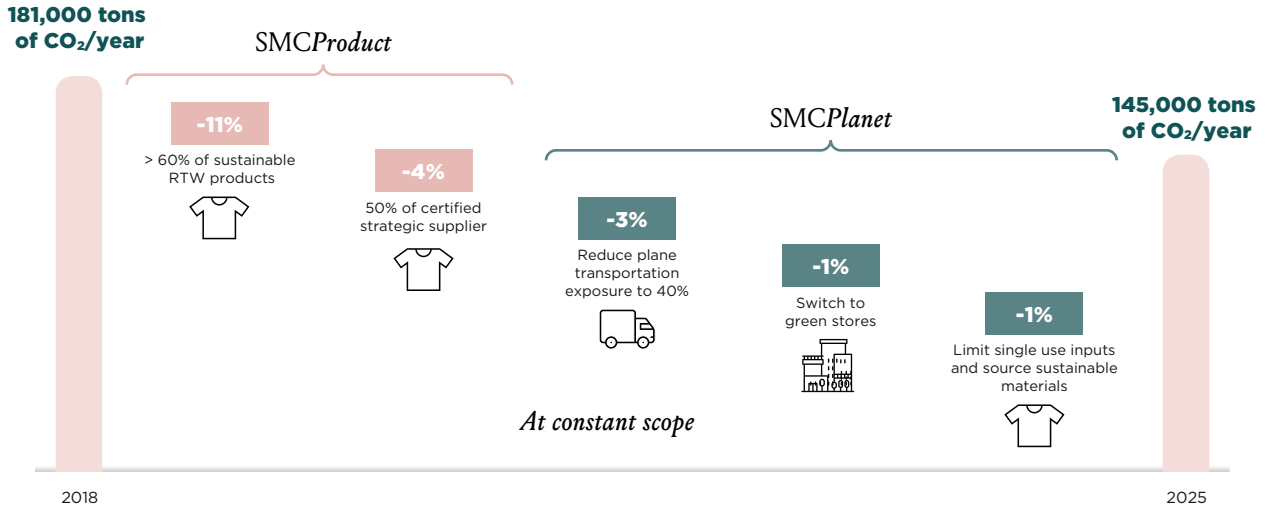 181,000 tons
of CO₂/year
SMCProduct
-11%
> 60% of sustainable
RTW products
-4%
50% of certified
strategic supplier
SMCPlanet
-3%
Reduce plane
transportation
exposure to 40%
-1%
Switch to
green stores
-1%
Limit single use inputs
and source sustainable
materials
145,000 tons
of CO₂/year
At constant scope
2018
2025